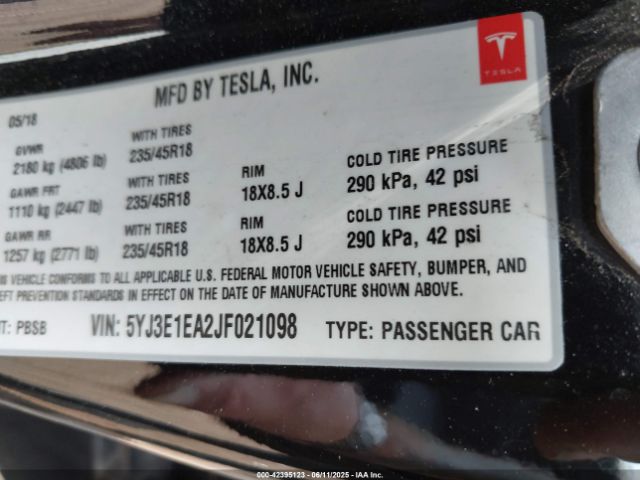 MFD BY TESLA, INC.
TESLA
05/18
GVWR WITH TIRES
2180 kg (4806 lb) 235/45R18
GAWR FRT WITH TIRES RIM COLD TIRE PRESSURE
1110 kg (2447 lb) 235/45R18 18X8.5 J 290 kPa, 42 psi
GAWR RR WITH TIRES RIM COLD TIRE PRESSURE
1257 kg (2771 lb) 235/45R18 18X8.5 J 290 kPa, 42 psi
VEHICLE CONFORMS TO ALL APPLICABLE U.S. FEDERAL MOTOR VEHICLE SAFETY, BUMPER, AND
PREVENTION STANDARDS IN EFFECT ON THE DATE OF MANUFACTURE SHOWN ABOVE.
PBSB VIN: 5YJ3E1EA2JF021098 TYPE: PASSENGER CAR
000-42395123 - 06/11/2025 - IAA Inc.